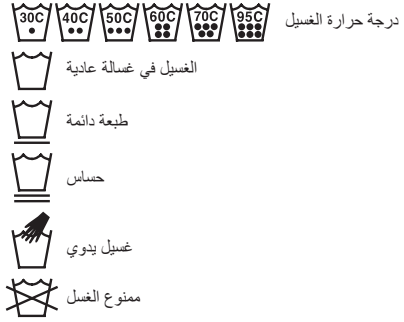 30C 40C 50C 60C 70C 95C درجة حرارة الغسيل
الغسيل في غسالة عادية
طبعة دائمة
حساس
غسيل يدوي
ممنوع الغسل